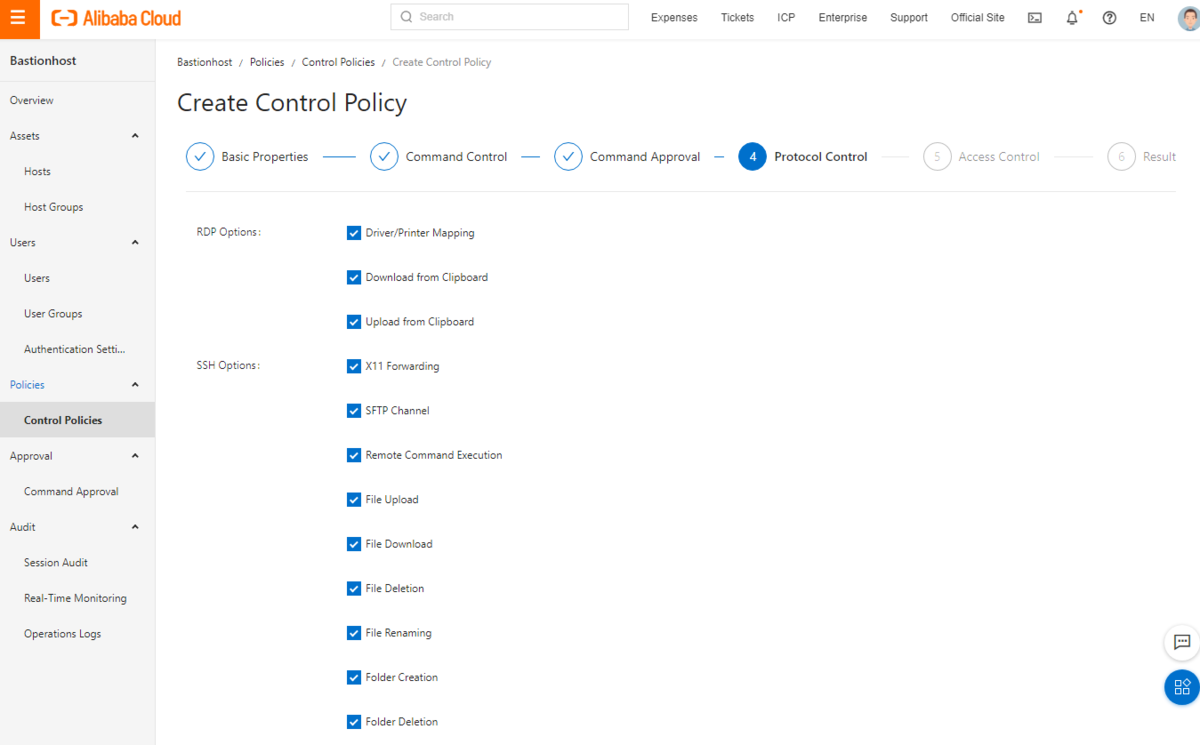 Alibaba Cloud
Search
Expenses
Tickets
ICP
Enterprise
Support
Official Site
EN
Bastionhost
Overview
Assets
Hosts
Host Groups
Users
Users
User Groups
Authentication Setti...
Policies
Control Policies
Approval
Command Approval
Audit
Session Audit
Real-Time Monitoring
Operations Logs
Bastionhost / Policies / Control Policies / Create Control Policy
Create Control Policy
Basic Properties
Command Control
Command Approval
4 Protocol Control
5 Access Control
6 Result
RDP Options:
Driver/Printer Mapping
Download from Clipboard
Upload from Clipboard
SSH Options:
X11 Forwarding
SFTP Channel
Remote Command Execution
File Upload
File Download
File Deletion
File Renaming
Folder Creation
Folder Deletion